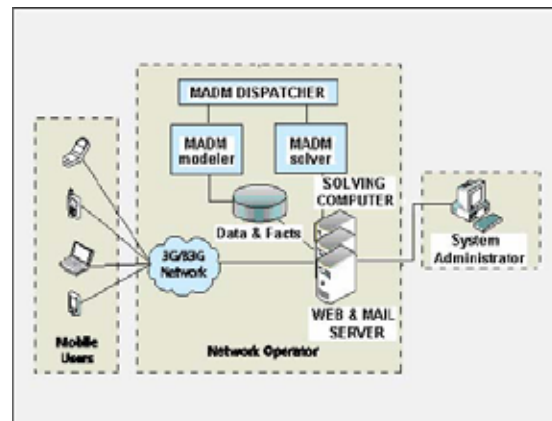 MADM DISPATCHER
MADM
modeler
MADM
solver
SOLVING
COMPUTER
Data & Facts
3G/B3G
Network
System
Administrator
WEB & MAIL
SERVER
Mobile
Users
Network Operator